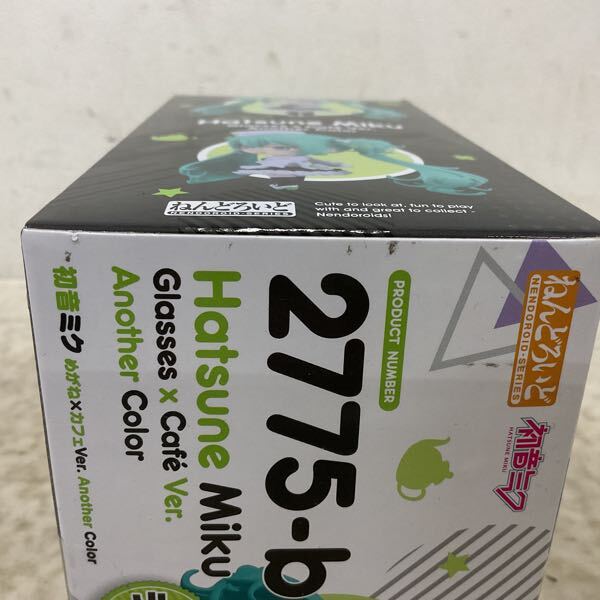 Hatsune Miku
ねんどろいど
NENDOROID-SERIES
Cute to look at, fun to play
with and great to collect -
Nendoroids!
ねんどろいど
NENDOROID-SERIES
初音ミク
HATSUNE MIKU
PRODUCT NUMBER
2775-b
Hatsune Miku
Glasses × Café Ver.
Another Color
初音ミク めがね×カフェVer. Another Color